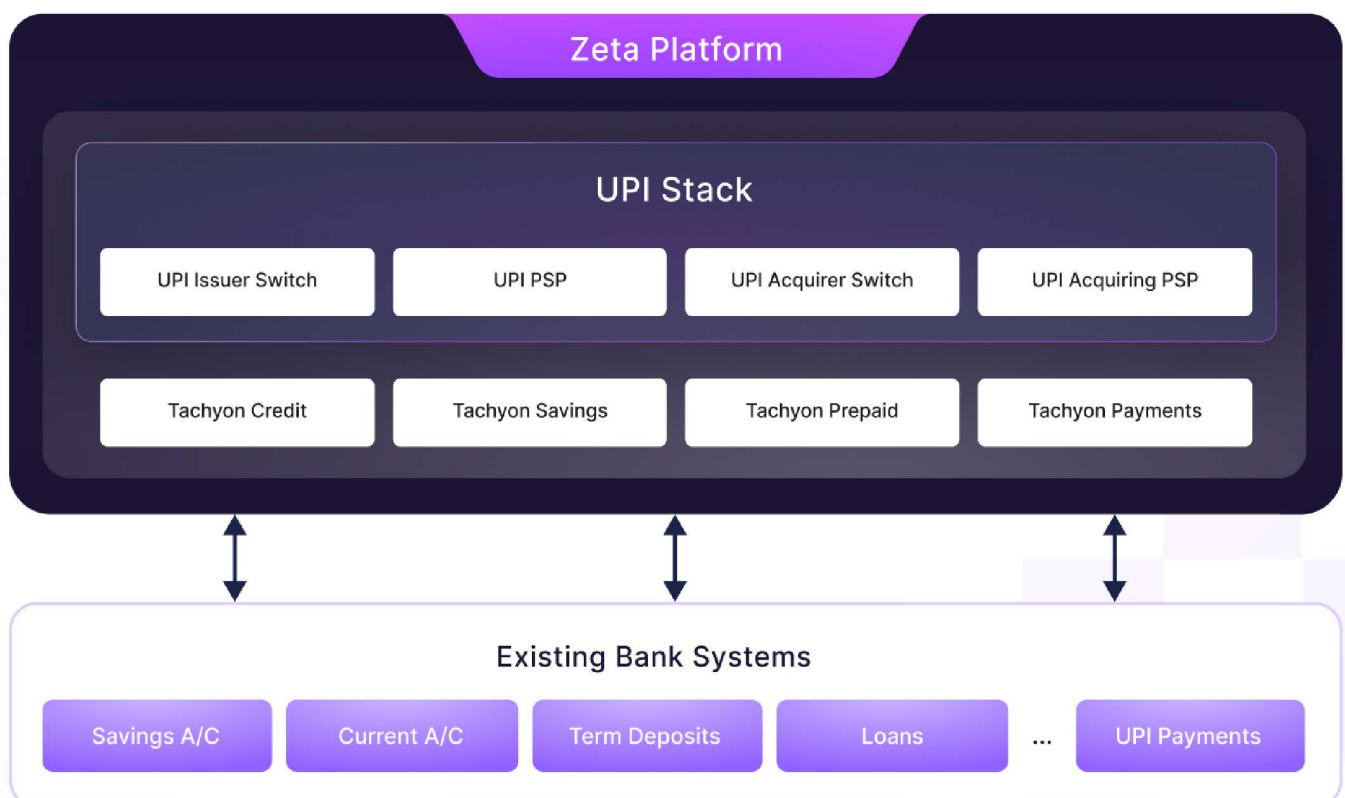 Zeta Platform
UPI Stack
UPI Issuer Switch
UPI PSP
UPI Acquirer Switch
UPI Acquiring PSP
Tachyon Credit
Tachyon Savings
Tachyon Prepaid
Tachyon Payments
Existing Bank Systems
Savings A/C
Current A/C
Term Deposits
Loans
...
UPI Payments